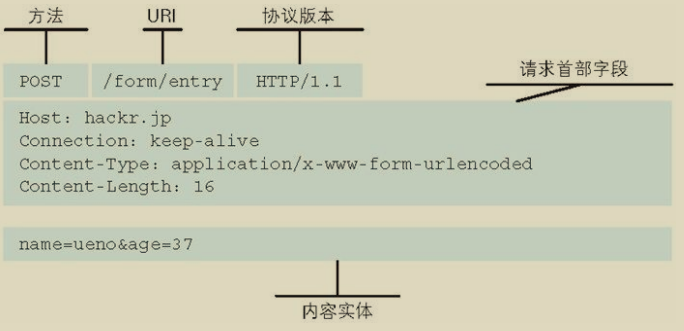 方法 URI 协议版本
POST /form/entry HTTP/1.1
请求首部字段
Host: hackr.jp
Connection: keep-alive
Content-Type: application/x-www-form-urlencoded
Content-Length: 16
name=ueno&age=37
内容实体